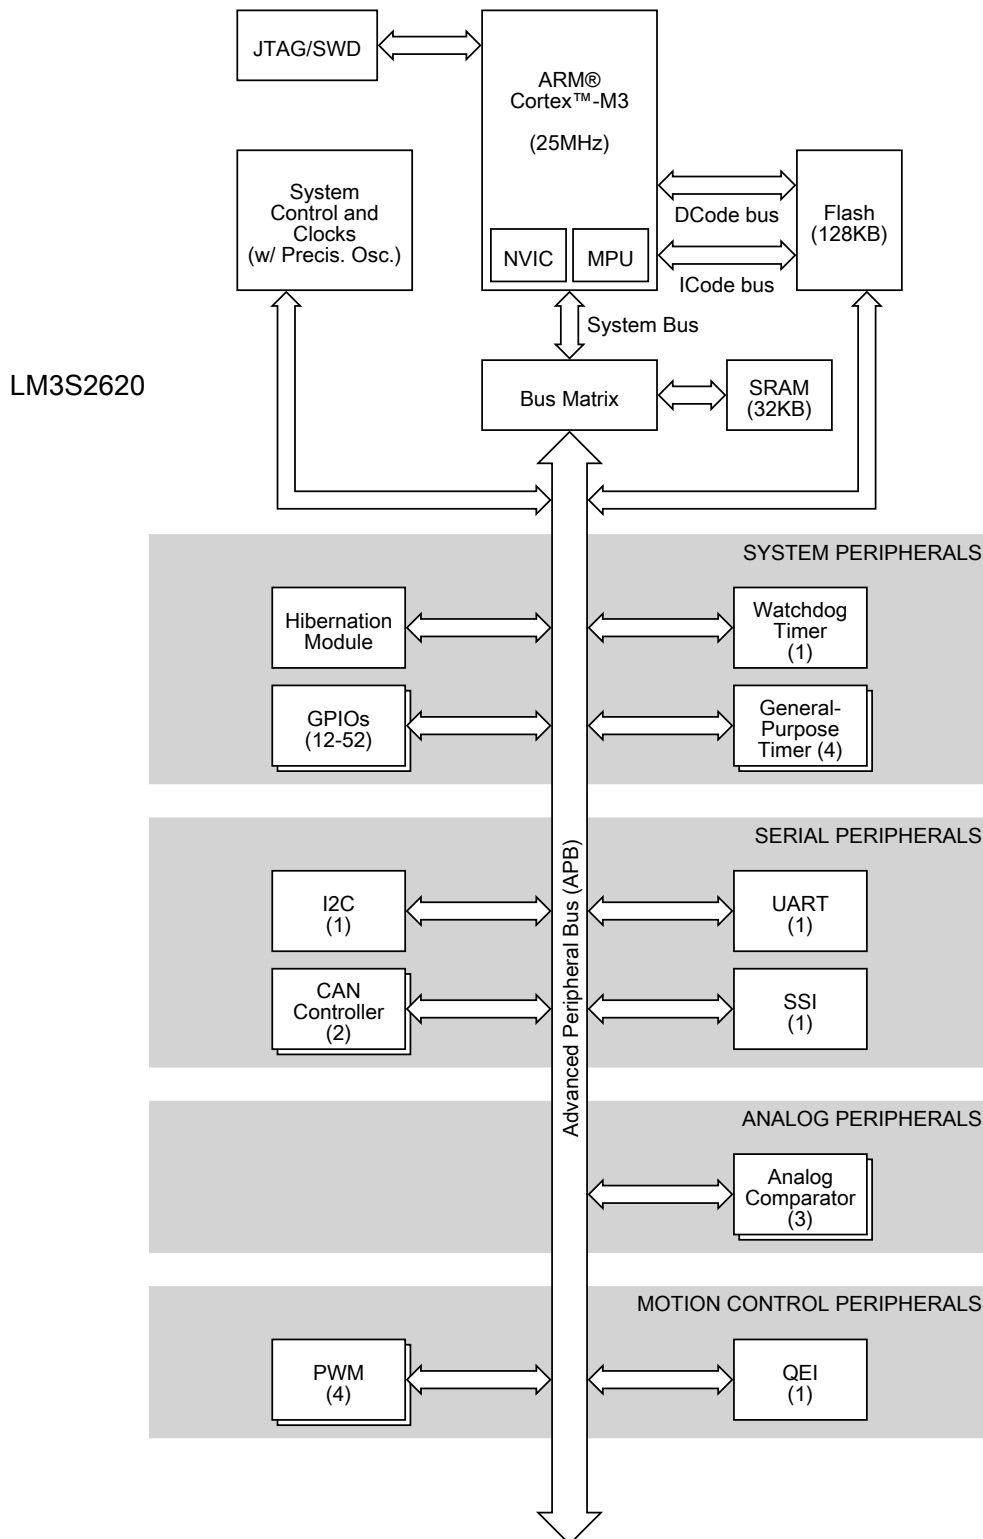 JTAG/SWD
ARM®
Cortex™-M3
(25MHz)
NVIC
MPU
System
Control and
Clocks
(w/ Precis. Osc.)
DCode bus
ICode bus
Flash
(128KB)
System Bus
LM3S2620
Bus Matrix
SRAM
(32KB)
SYSTEM PERIPHERALS
Hibernation
Module
Watchdog
Timer
(1)
GPIOs
(12-52)
General-
Purpose
Timer (4)
Advanced Peripheral Bus (APB)
SERIAL PERIPHERALS
I2C
(1)
UART
(1)
CAN
Controller
(2)
SSI
(1)
ANALOG PERIPHERALS
Analog
Comparator
(3)
MOTION CONTROL PERIPHERALS
PWM
(4)
QEI
(1)